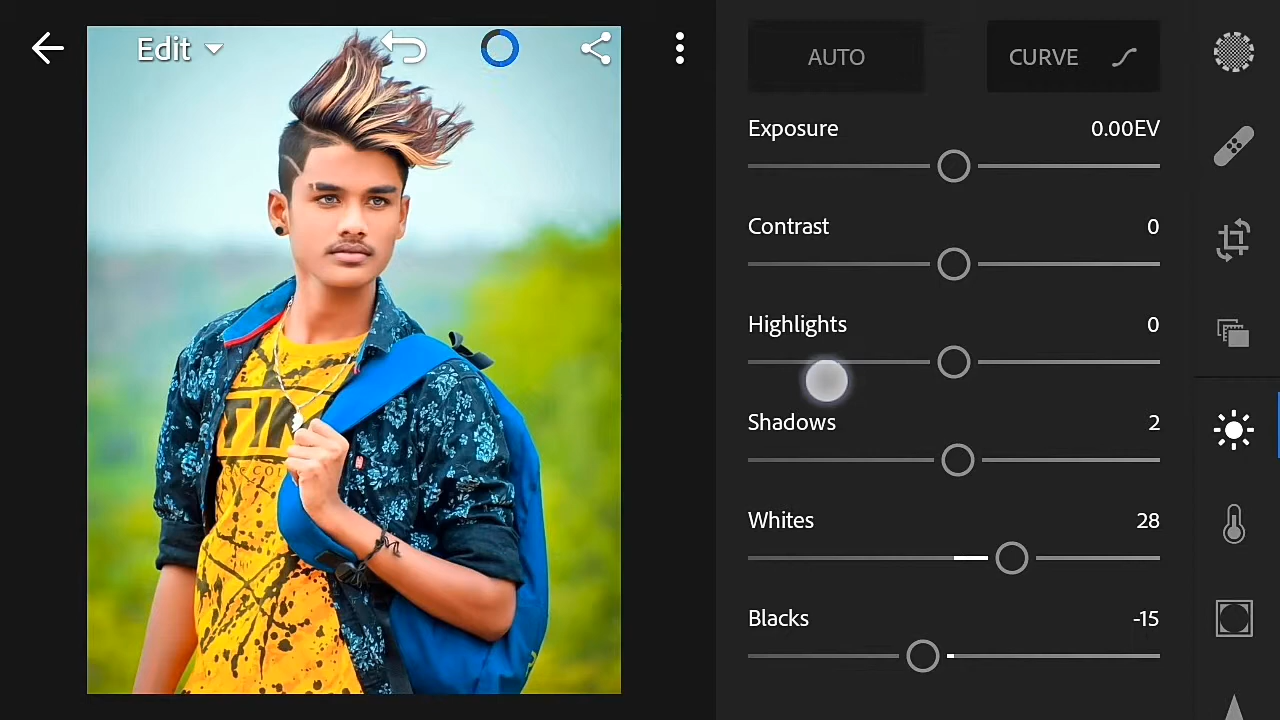 Edit
AUTO
CURVE
Exposure 0.00EV
Contrast 0
Highlights 0
Shadows 2
Whites 28
Blacks -15